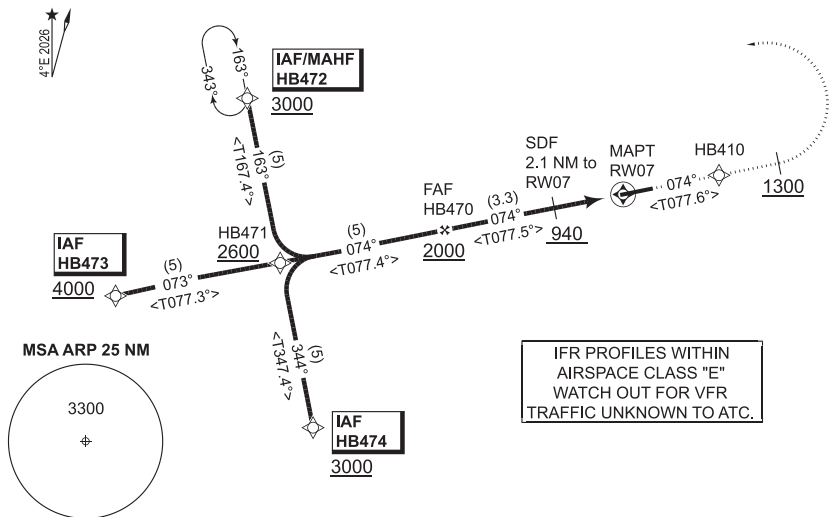 4°E 2026
163°
343°
IAF/MAHF
HB472
3000
(5)
163°
<T167.4°>
SDF
2.1 NM to
RW07
MAPT
RW07
HB410
074°
<T077.6°>
1300
FAF
HB470
2000
(3.3)
074°
<T077.5°>
940
HB471
2600
(5)
074°
<T077.4°>
IAF
HB473
4000
(5)
073°
<T077.3°>
(5)
344°
<T347.4°>
IAF
HB474
3000
MSA ARP 25 NM
3300
IFR PROFILES WITHIN
AIRSPACE CLASS "E"
WATCH OUT FOR VFR
TRAFFIC UNKNOWN TO ATC.